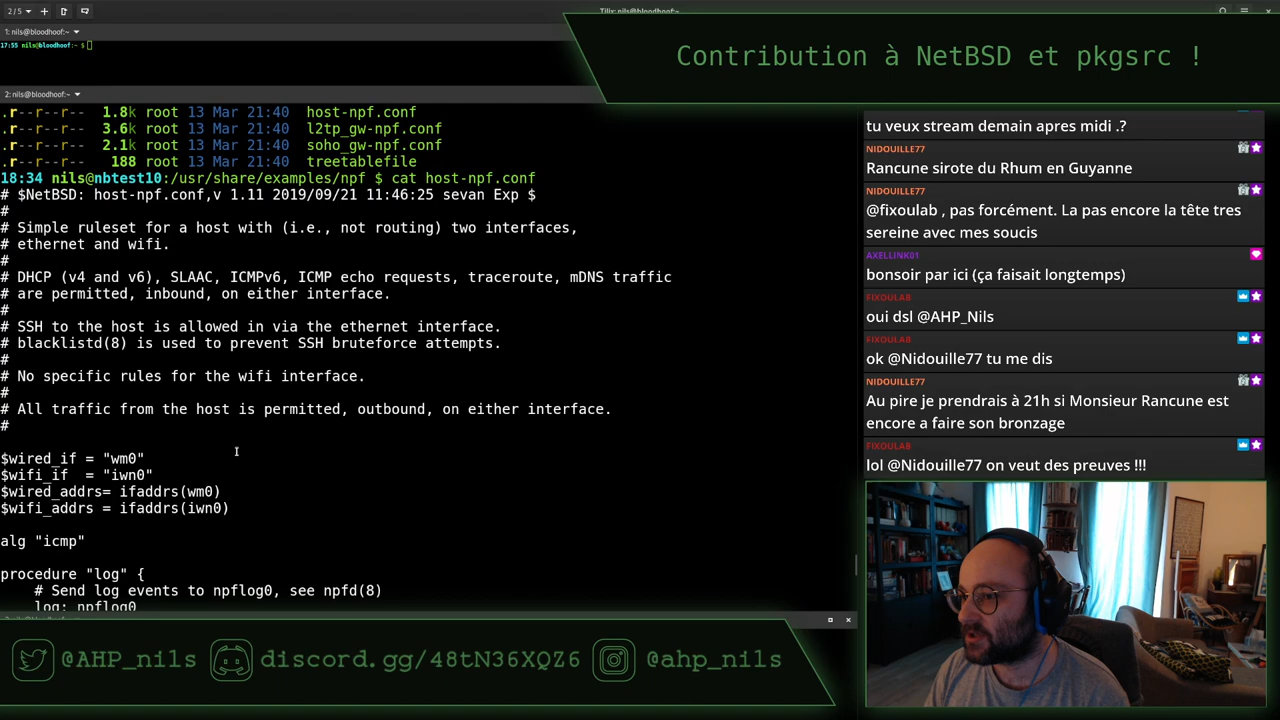 2/5
Tilix: nils@bloodhoof:~
1: nils@bloodhoof:~
17:55 nils@bloodhoof:~ $
Contribution à NetBSD et pkgsrc !
2: nils@bloodhoof:~
.r--r--r-- 1.8k root 13 Mar 21:40 host-npf.conf
.r--r--r-- 3.6k root 13 Mar 21:40 l2tp_gw-npf.conf
.r--r--r-- 2.1k root 13 Mar 21:40 soho_gw-npf.conf
.r--r--r-- 188 root 13 Mar 21:40 treetablefile
18:34 nils@nbtest10:/usr/share/examples/npf $ cat host-npf.conf
# $NetBSD: host-npf.conf,v 1.11 2019/09/21 11:46:25 sevan Exp $
#
# Simple ruleset for a host with (i.e., not routing) two interfaces,
# ethernet and wifi.
#
# DHCP (v4 and v6), SLAAC, ICMPv6, ICMP echo requests, traceroute, mDNS traffic
# are permitted, inbound, on either interface.
#
# SSH to the host is allowed in via the ethernet interface.
# blacklistd(8) is used to prevent SSH bruteforce attempts.
#
# No specific rules for the wifi interface.
#
# All traffic from the host is permitted, outbound, on either interface.
#
$wired_if = "wm0"
$wifi_if = "iwn0"
$wired_addrs= ifaddrs(wm0)
$wifi_addrs = ifaddrs(iwn0)
alg "icmp"
procedure "log" {
# Send log events to npflog0, see npfd(8)
log: npflog0
tu veux stream demain apres midi .?
NIDOUILLE77
Rancune sirote du Rhum en Guyanne
NIDOUILLE77
@fixoulab , pas forcément. La pas encore la tête tres
sereine avec mes soucis
AXELLINK01
bonsoir par ici (ça faisait longtemps)
FIXOULAB
oui dsl @AHP_Nils
FIXOULAB
ok @Nidouille77 tu me dis
NIDOUILLE77
Au pire je prendrais à 21h si Monsieur Rancune est
encore a faire son bronzage
FIXOULAB
lol @Nidouille77 on veut des preuves !!!
@AHP_nils
discord.gg/48tN36XQZ6
@ahp_nils